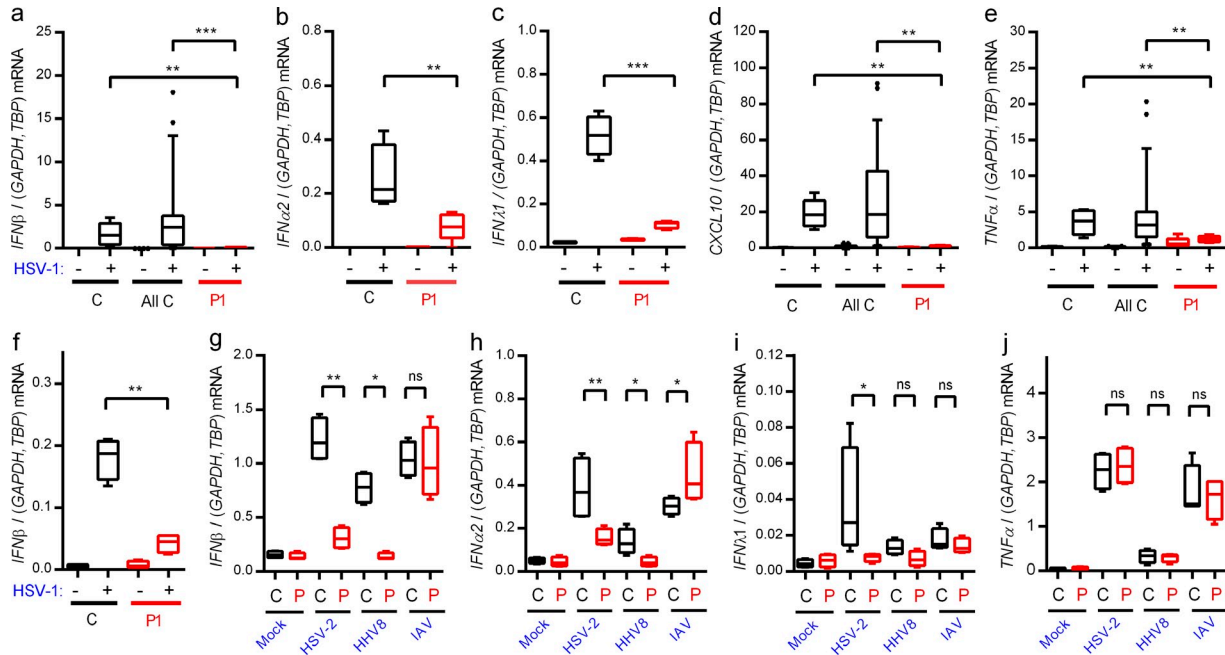 a
IFNβ / (GAPDH,TBP) mRNA
25
20
15
10
5
0
***
**
HSV-1: - + - + - +
C All C P1
b
IFNα2 / (GAPDH,TBP) mRNA
0.8
0.6
0.4
0.2
0.0
**
- + - +
C P1
c
IFNλ1 / (GAPDH,TBP) mRNA
1.0
0.8
0.6
0.4
0.2
0.0
***
- + - +
C P1
d
CXCL10 / (GAPDH,TBP) mRNA
120
100
80
60
40
20
0
**
**
- + - + - +
C All C P1
e
TNFα / (GAPDH,TBP) mRNA
30
25
20
15
10
5
0
**
**
- + - + - +
C All C P1
f
IFNβ / (GAPDH,TBP) mRNA
0.3
0.2
0.1
0.0
**
HSV-1: - + - +
C P1
g
IFNβ / (GAPDH,TBP) mRNA
2.0
1.5
1.0
0.5
0.0
** * ns
C P C P C P C P
Mock HSV-2 HHV8 IAV
h
IFNα2 / (GAPDH,TBP) mRNA
1.0
0.8
0.6
0.4
0.2
0.0
** * *
C P C P C P C P
Mock HSV-2 HHV8 IAV
i
IFNλ1 / (GAPDH,TBP) mRNA
0.12
0.10
0.08
0.06
0.04
0.02
0.00
* ns ns
C P C P C P C P
Mock HSV-2 HHV8 IAV
j
TNFα / (GAPDH,TBP) mRNA
4
3
2
1
0
ns ns ns
C P C P C P C P
Mock HSV-2 HHV8 IAV